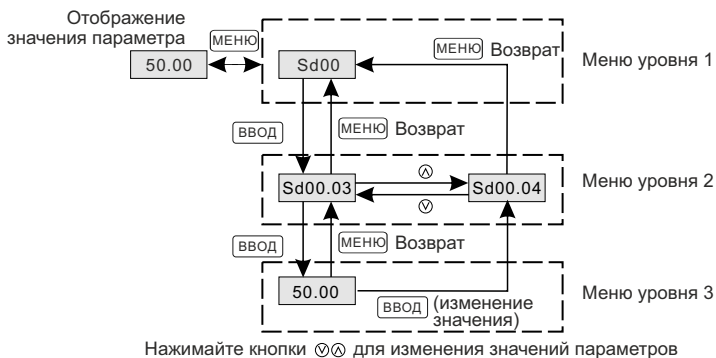 Отображение
значения параметра
МЕНЮ
50.00
Sd00
МЕНЮ Возврат
Меню уровня 1
ВВОД
МЕНЮ Возврат
Sd00.03
Sd00.04
Меню уровня 2
ВВОД
МЕНЮ Возврат
50.00
ВВОД (изменение
значения)
Меню уровня 3
Нажимайте кнопки для изменения значений параметров